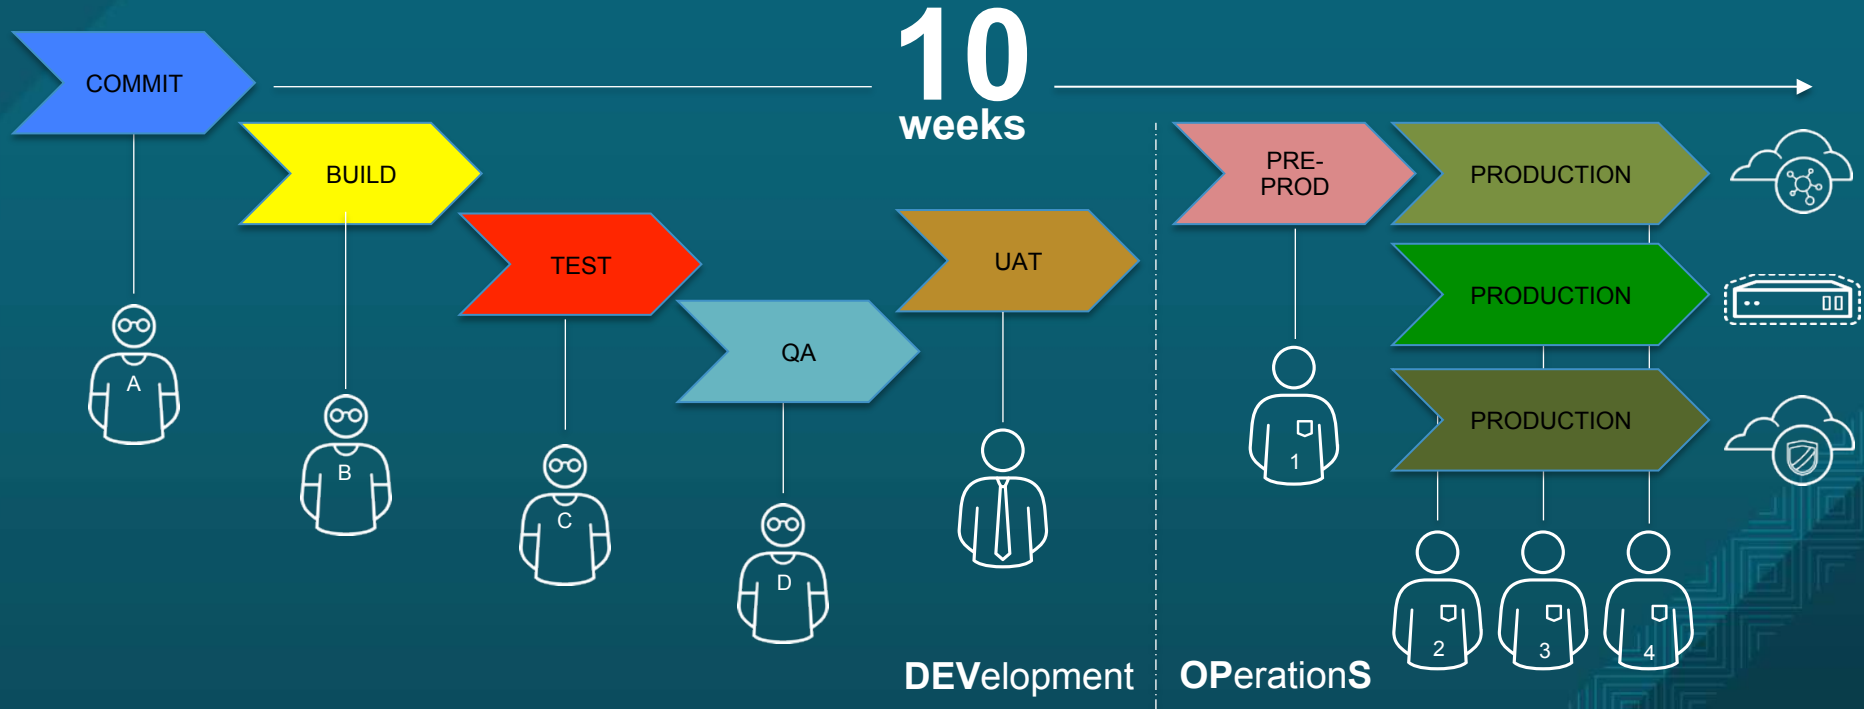 10
weeks
COMMIT
BUILD
TEST
QA
UAT
PRE-
PROD
PRODUCTION
PRODUCTION
PRODUCTION
A
B
C
D
1
2
3
4
DEVelopment
OPerationS